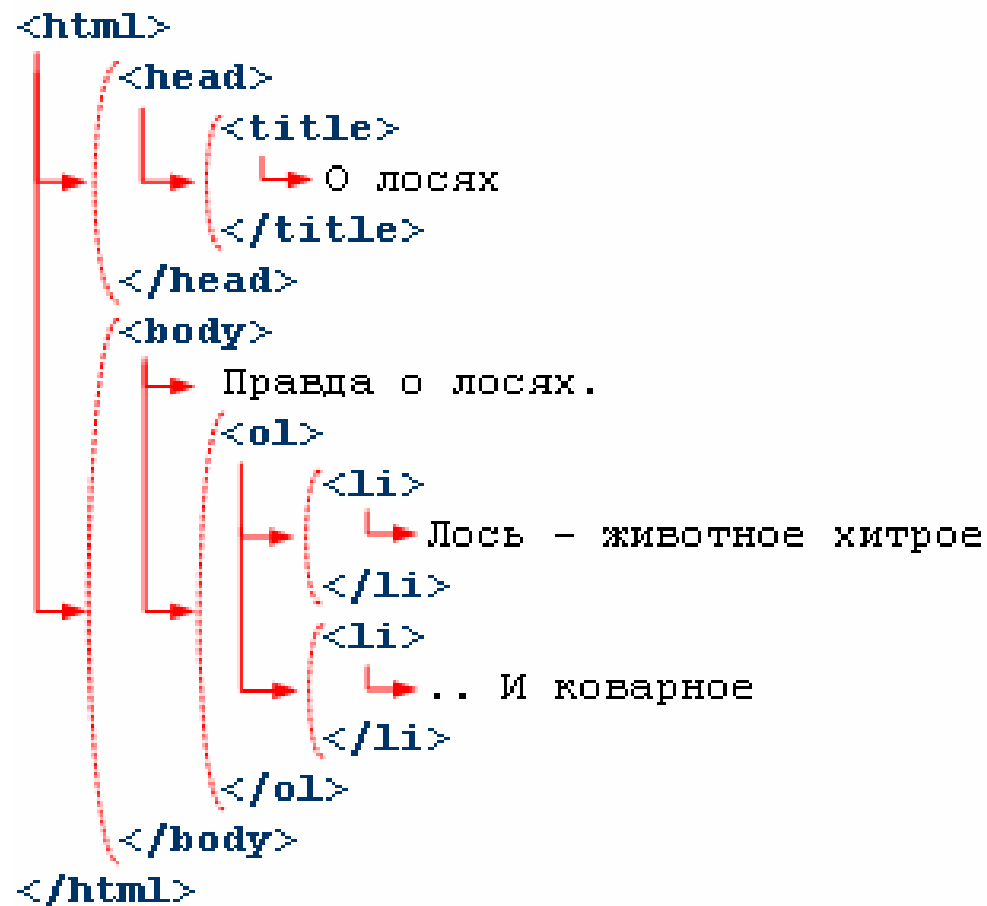 <html>
<head>
<title>
О лосях
</title>
</head>
<body>
Правда о лосях.
<ol>
<li>
Лось - животное хитрое
</li>
<li>
.. И коварное
</li>
</ol>
</body>
</html>